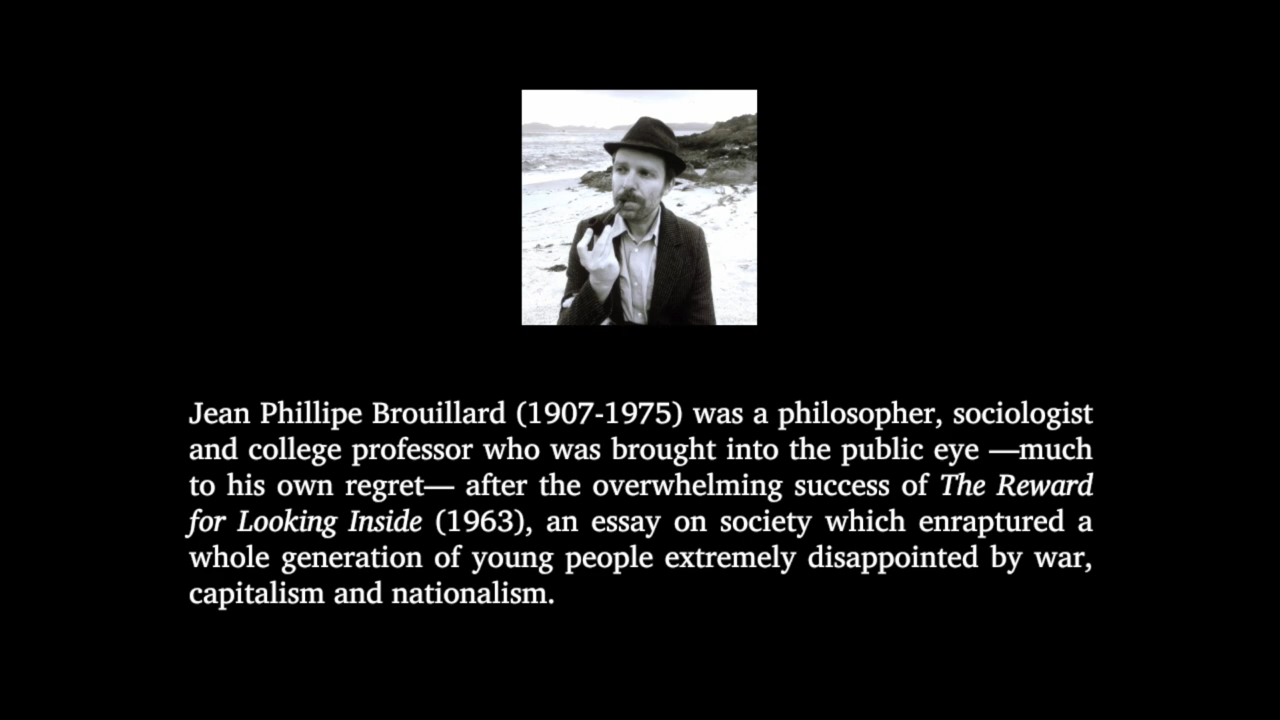 Jean Phillipe Brouillard (1907-1975) was a philosopher, sociologist
and college professor who was brought into the public eye —much
to his own regret— after the overwhelming success of The Reward
for Looking Inside (1963), an essay on society which enraptured a
whole generation of young people extremely disappointed by war,
capitalism and nationalism.